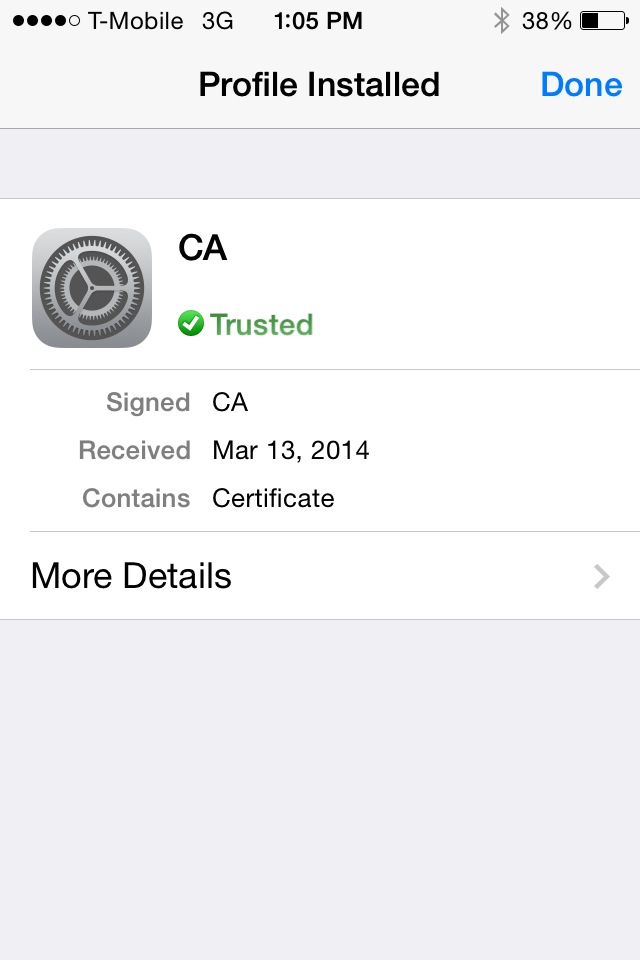 T-Mobile 3G 1:05 PM 38%
Profile Installed Done
CA
Trusted
Signed CA
Received Mar 13, 2014
Contains Certificate
More Details